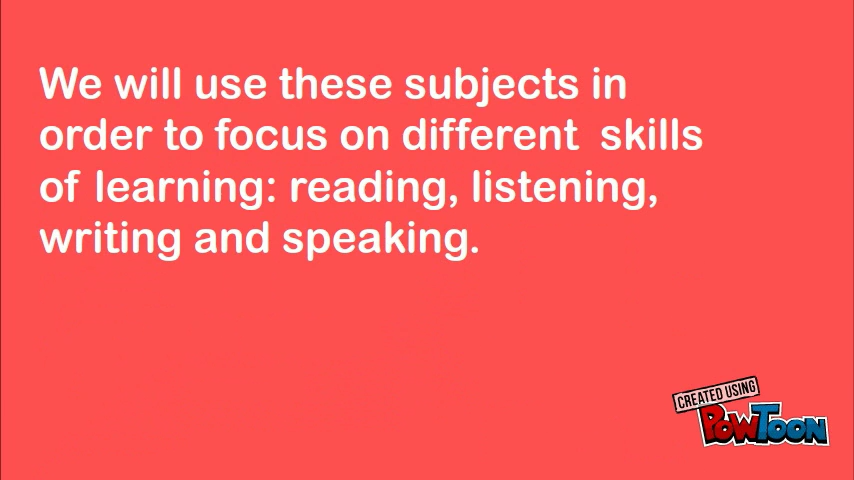 We will use these subjects in
order to focus on different  skills
of learning: reading, listening,
writing and speaking.
CREATED USING
POWTOON